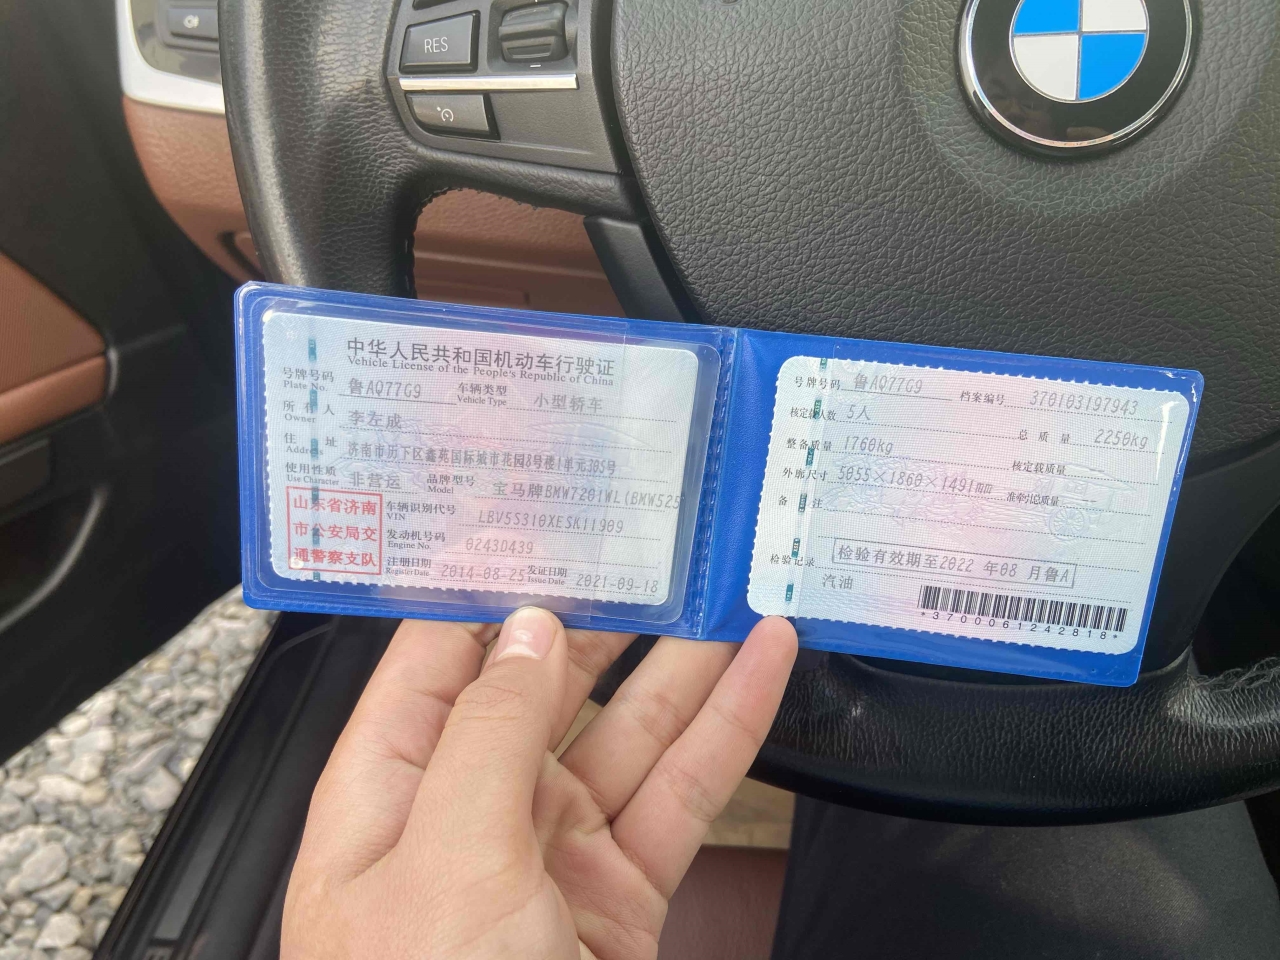 RES
中华人民共和国机动车行驶证
Vehicle License of the People's Republic of China
号牌号码 鲁AQ77G9 车辆类型 小型轿车
Plate No. Vehicle Type
所有人 李左成
Owner
住址 济南市历下区鑫苑国际城市花园8号楼1单元305号
Address
使用性质 非营运 品牌型号 宝马牌BMW7201WL(BMW525
Use Character Model
山东省济南
市公安局交
通警察支队
车辆识别代号 LBV5S310XESK11909
VIN
发动机号码 02430439
Engine No.
注册日期 2014-08-25 发证日期 2021-09-18
Register Date Issue Date
号牌号码 鲁AQ77G9 档案编号 370103197943
核定载人数 5人 总质量 2250kg
整备质量 1760kg 核定载质量 --
外廓尺寸 5055×1860×1491mm 准牵引总质量 --
备注
检验记录 检验有效期至2022年08月鲁A
汽油
*3700061242818*